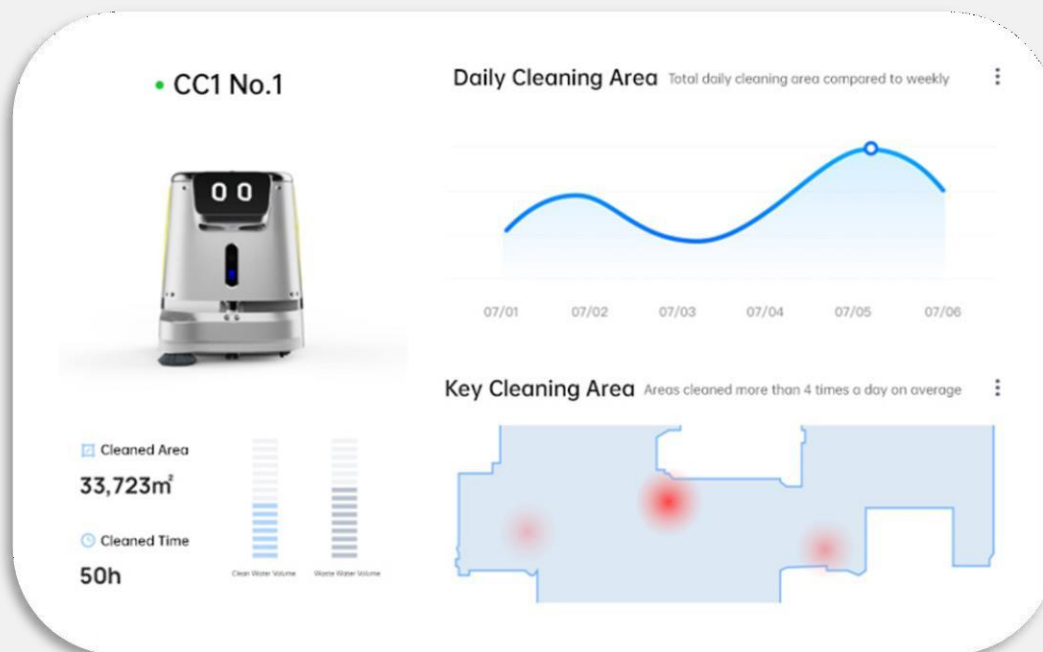 CC1 No.1
Daily Cleaning Area Total daily cleaning area compared to weekly
07/01 07/02 07/03 07/04 07/05 07/06
Key Cleaning Area Areas cleaned more than 4 times a day on average
Cleaned Area
33,723㎡
Cleaned Time
50h
Clean Water Volume Waste Water Volume